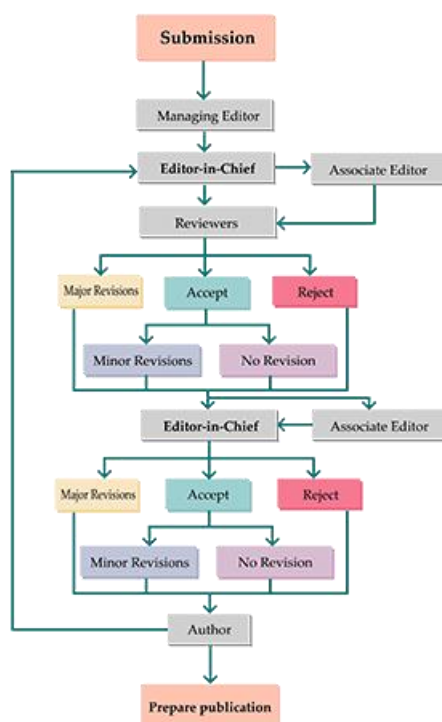 Submission
Managing Editor
Editor-in-Chief
Associate Editor
Reviewers
Major Revisions
Accept
Reject
Minor Revisions
No Revision
Editor-in-Chief
Associate Editor
Major Revisions
Accept
Reject
Minor Revisions
No Revision
Author
Prepare publication